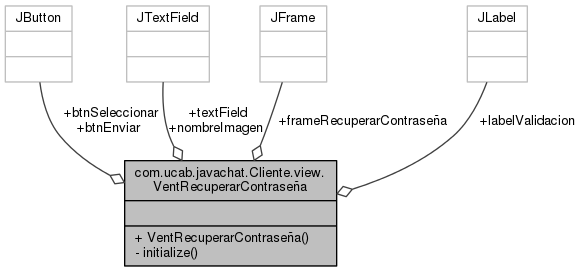 JButton
JTextField
JFrame
JLabel
+btnSeleccionar
+btnEnviar
+textField
+nombreImagen
+frameRecuperarContraseña
+labelValidacion
com.ucab.javachat.Cliente.view.
VentRecuperarContraseña
+ VentRecuperarContraseña()
- initialize()